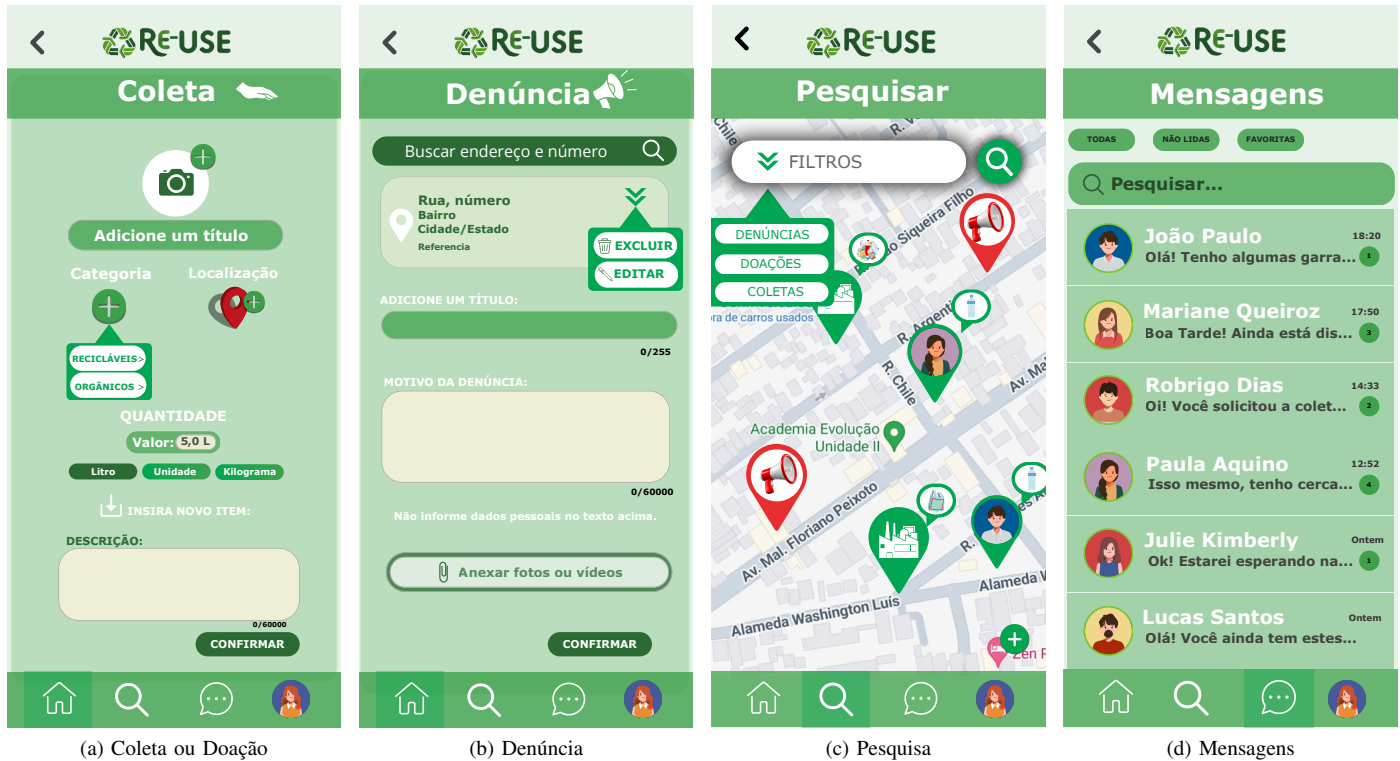 RE-USE
Coleta
Adicione um título
Categoria Localização
RECICLÁVEIS>
ORGÂNICOS >
QUANTIDADE
Valor: 5,0 L
Litro Unidade Kilograma
INSIRA NOVO ITEM:
DESCRIÇÃO:
0/60000
CONFIRMAR
(a) Coleta ou Doação
RE-USE
Denúncia
Buscar endereço e número
Rua, número
Bairro
Cidade/Estado
Referencia
EXCLUIR
EDITAR
ADICIONE UM TÍTULO:
0/255
MOTIVO DA DENÚNCIA:
0/60000
Não informe dados pessoais no texto acima.
Anexar fotos ou vídeos
CONFIRMAR
(b) Denúncia
RE-USE
Pesquisar
Chile
FILTROS
DENÚNCIAS
DOAÇÕES
COLETAS
Siqueira Filho
ora de carros usados
R. Argenti
R. Chile
Av. Ma
Academia Evolução
Unidade II
Av. Mal. Floriano Peixoto
R.
es A
Alameda V
Alameda Washington Luís
Zen P
(c) Pesquisa
RE-USE
Mensagens
TODAS NÃO LIDAS FAVORITAS
Pesquisar...
João Paulo 18:20
Olá! Tenho algumas garra... 1
Mariane Queiroz 17:50
Boa Tarde! Ainda está dis... 3
Robrigo Dias 14:33
Oi! Você solicitou a colet... 2
Paula Aquino 12:52
Isso mesmo, tenho cerca... 4
Julie Kimberly Ontem
Ok! Estarei esperando na... 1
Lucas Santos Ontem
Olá! Você ainda tem estes...
(d) Mensagens